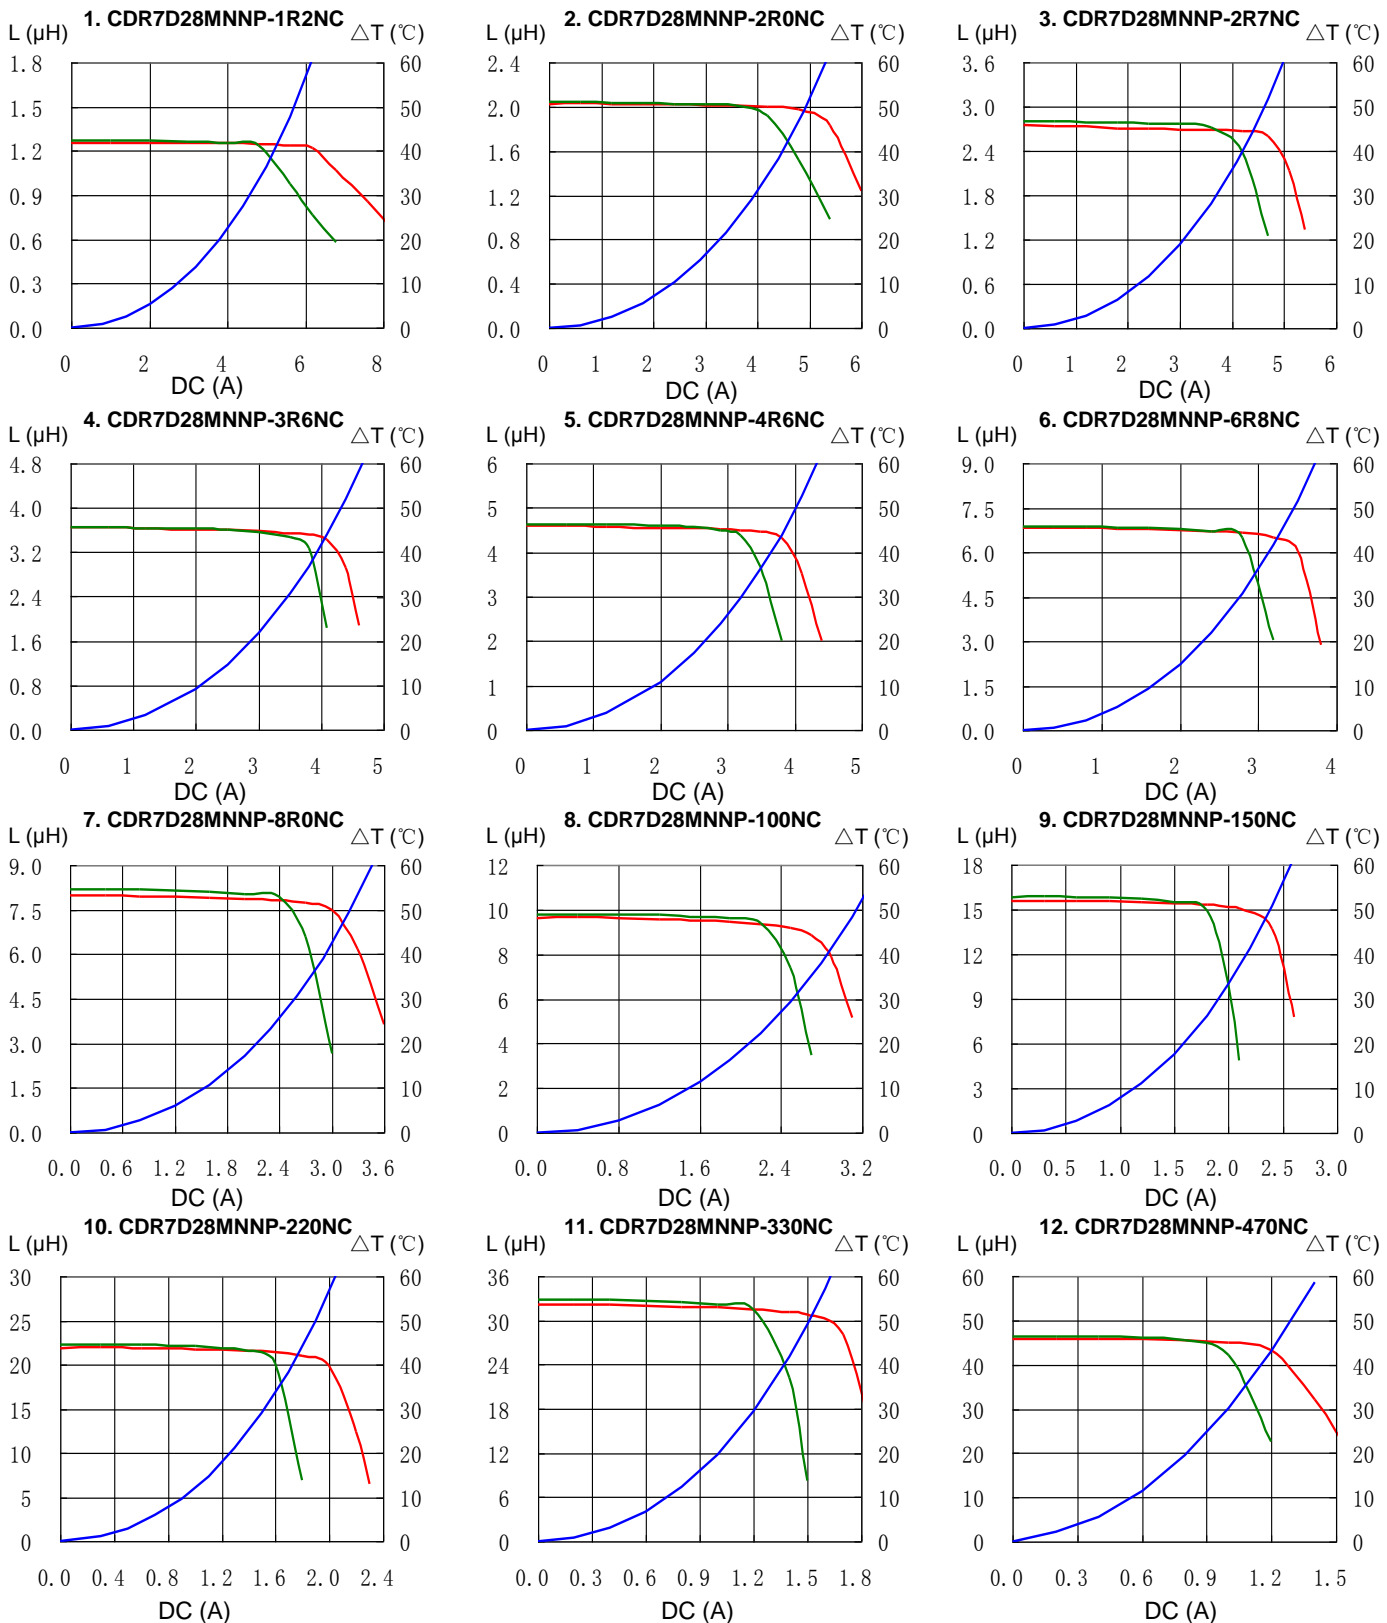 1. CDR7D28MNNP-1R2NC
L (μH) △T (℃)
1.8 60
1.5 50
1.2 40
0.9 30
0.6 20
0.3 10
0.0 0
0 2 4 6 8
DC (A)
2. CDR7D28MNNP-2R0NC
L (μH) △T (℃)
2.4 60
2.0 50
1.6 40
1.2 30
0.8 20
0.4 10
0.0 0
0 1 2 3 4 5 6
DC (A)
3. CDR7D28MNNP-2R7NC
L (μH) △T (℃)
3.6 60
3.0 50
2.4 40
1.8 30
1.2 20
0.6 10
0.0 0
0 1 2 3 4 5 6
DC (A)
4. CDR7D28MNNP-3R6NC
L (μH) △T (℃)
4.8 60
4.0 50
3.2 40
2.4 30
1.6 20
0.8 10
0.0 0
0 1 2 3 4 5
DC (A)
5. CDR7D28MNNP-4R6NC
L (μH) △T (℃)
6 60
5 50
4 40
3 30
2 20
1 10
0 0
0 1 2 3 4 5
DC (A)
6. CDR7D28MNNP-6R8NC
L (μH) △T (℃)
9.0 60
7.5 50
6.0 40
4.5 30
3.0 20
1.5 10
0.0 0
0 1 2 3 4
DC (A)
7. CDR7D28MNNP-8R0NC
L (μH) △T (℃)
9.0 60
7.5 50
6.0 40
4.5 30
3.0 20
1.5 10
0.0 0
0.0 0.6 1.2 1.8 2.4 3.0 3.6
DC (A)
8. CDR7D28MNNP-100NC
L (μH) △T (℃)
12 60
10 50
8 40
6 30
4 20
2 10
0 0
0.0 0.8 1.6 2.4 3.2
DC (A)
9. CDR7D28MNNP-150NC
L (μH) △T (℃)
18 60
15 50
12 40
9 30
6 20
3 10
0 0
0.0 0.5 1.0 1.5 2.0 2.5 3.0
DC (A)
10. CDR7D28MNNP-220NC
L (μH) △T (℃)
30 60
25 50
20 40
15 30
10 20
5 10
0 0
0.0 0.4 0.8 1.2 1.6 2.0 2.4
DC (A)
11. CDR7D28MNNP-330NC
L (μH) △T (℃)
36 60
30 50
24 40
18 30
12 20
6 10
0 0
0.0 0.3 0.6 0.9 1.2 1.5 1.8
DC (A)
12. CDR7D28MNNP-470NC
L (μH) △T (℃)
60 60
50 50
40 40
30 30
20 20
10 10
0 0
0.0 0.3 0.6 0.9 1.2 1.5
DC (A)